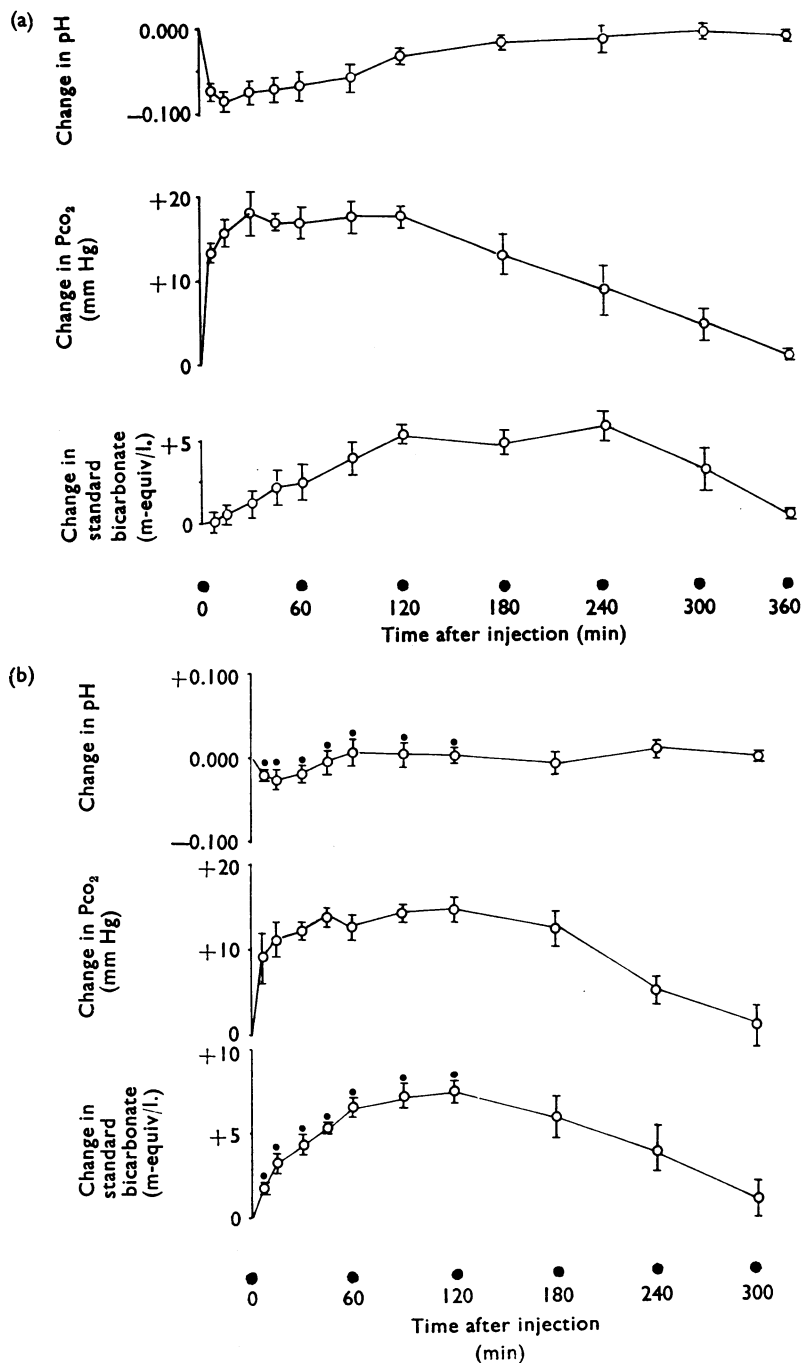 (a)
Change in pH
0.000
−0.100
Change in Pco₂
(mm Hg)
+20
+10
0
Change in
standard
bicarbonate
(m-equiv/l.)
+5
0
0 60 120 180 240 300 360
Time after injection (min)
(b)
Change in pH
+0.100
0.000
−0.100
Change in Pco₂
(mm Hg)
+20
+10
0
Change in
standard
bicarbonate
(m-equiv/l.)
+10
+5
0
0 60 120 180 240 300
Time after injection
(min)